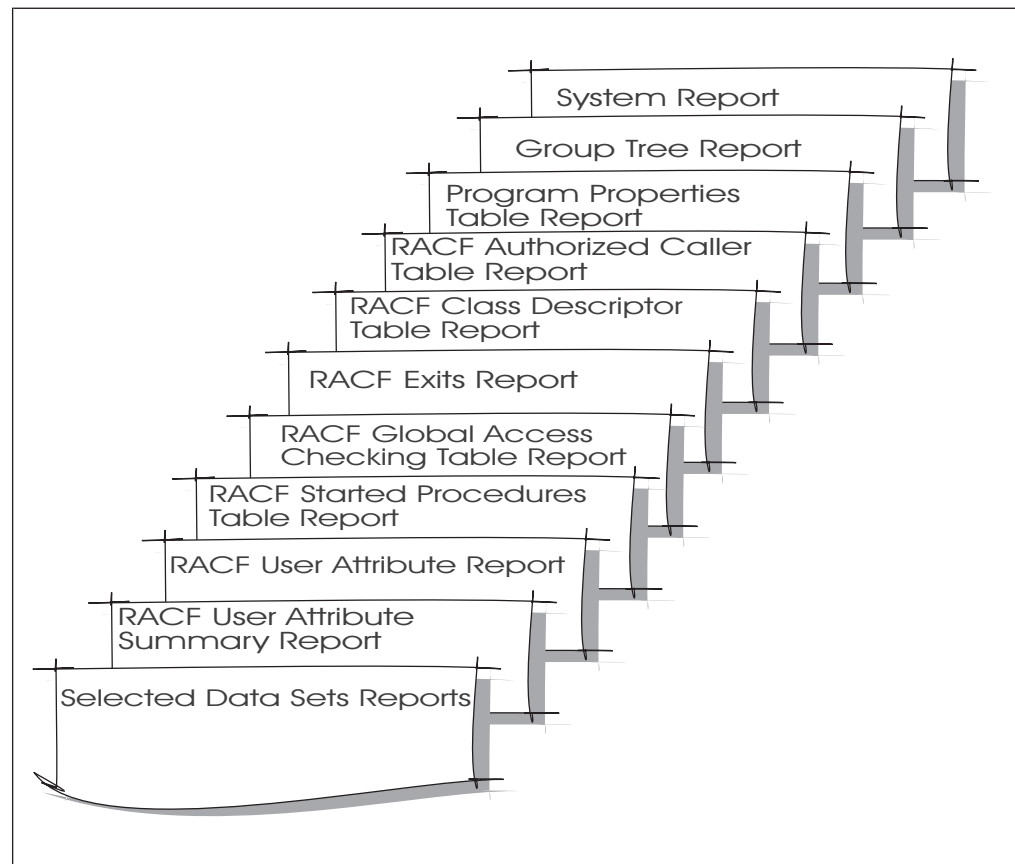 System Report
Group Tree Report
Program Properties
Table Report
RACF Authorized Caller
Table Report
RACF Class Descriptor
Table Report
RACF Exits Report
RACF Global Access
Checking Table Report
RACF Started Procedures
Table Report
RACF User Attribute Report
RACF User Attribute
Summary Report
Selected Data Sets Reports